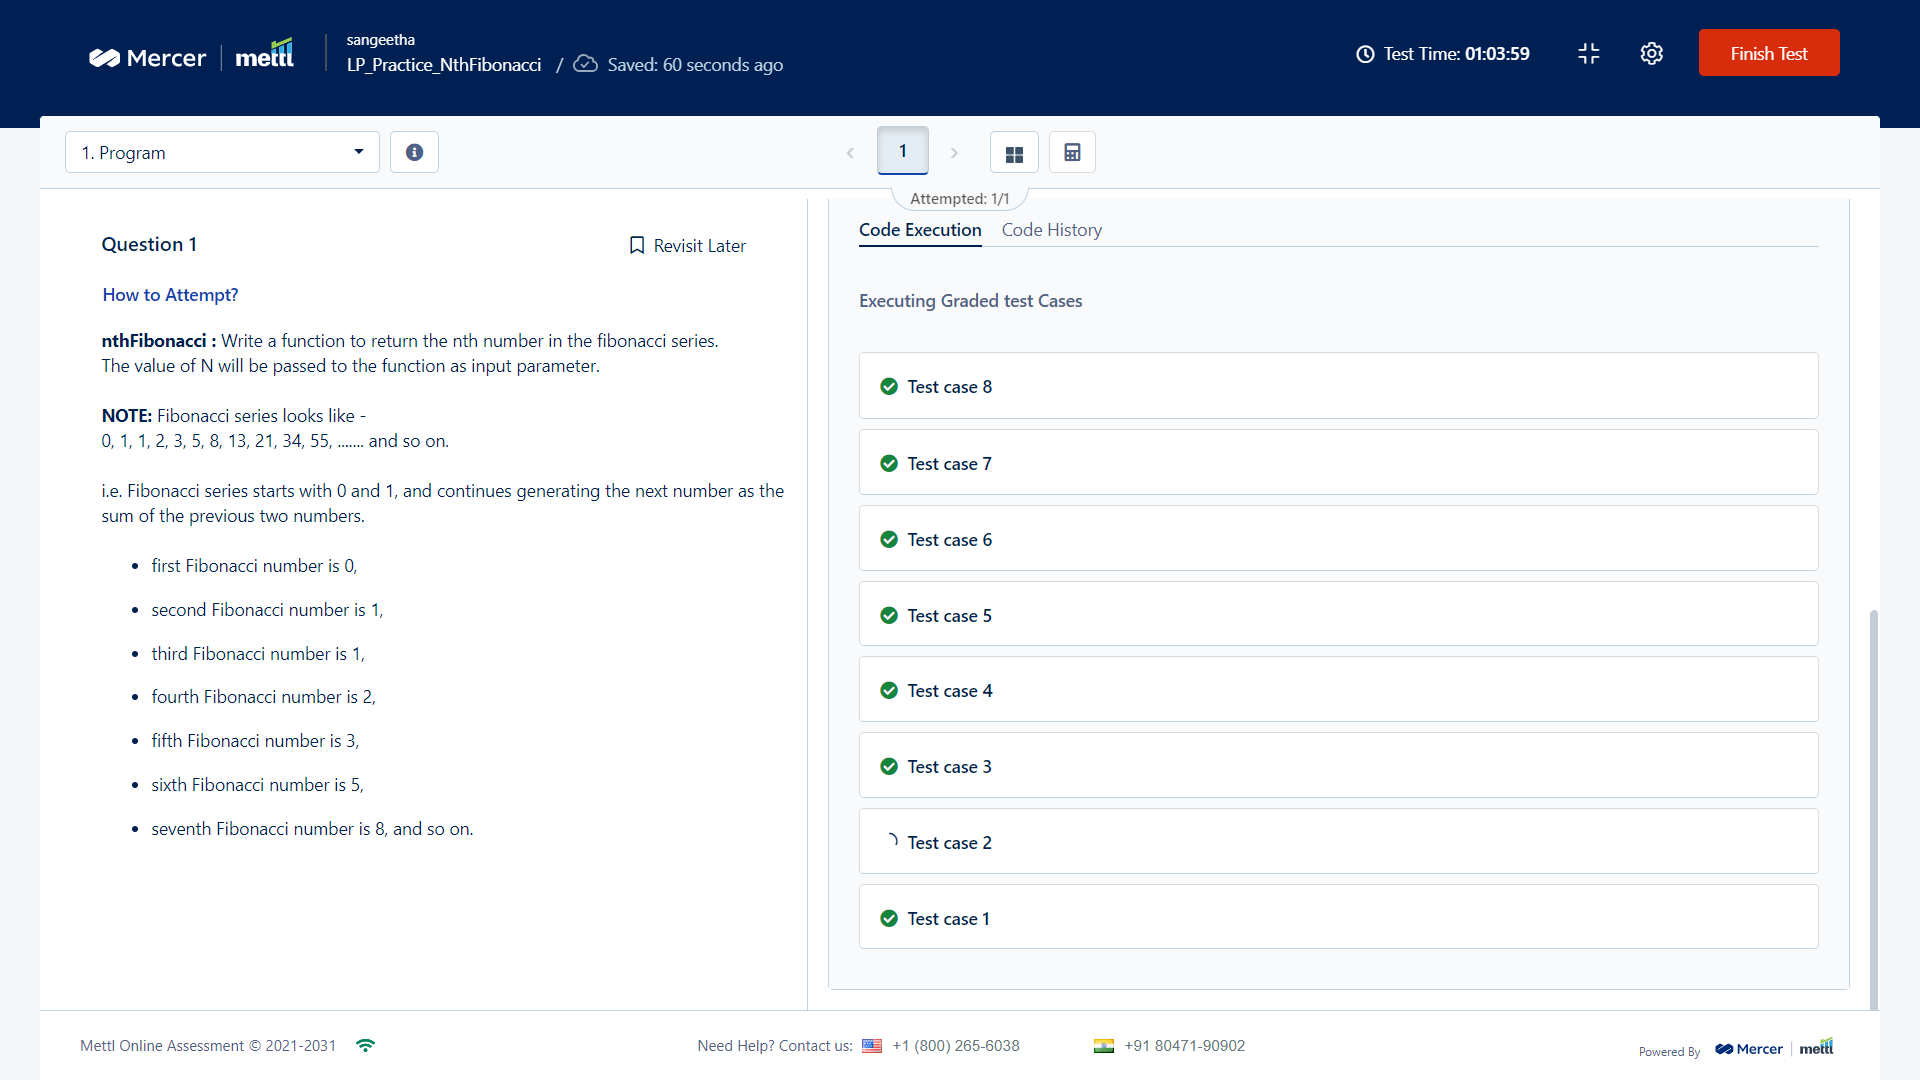 Mercer mettl
sangeetha
LP_Practice_NthFibonacci / Saved: 60 seconds ago
Test Time: 01:03:59
Finish Test
1. Program
1
Attempted: 1/1
Question 1
Revisit Later
How to Attempt?
nthFibonacci : Write a function to return the nth number in the fibonacci series.
The value of N will be passed to the function as input parameter.
NOTE: Fibonacci series looks like -
0, 1, 1, 2, 3, 5, 8, 13, 21, 34, 55, ....... and so on.
i.e. Fibonacci series starts with 0 and 1, and continues generating the next number as the
sum of the previous two numbers.
• first Fibonacci number is 0,
• second Fibonacci number is 1,
• third Fibonacci number is 1,
• fourth Fibonacci number is 2,
• fifth Fibonacci number is 3,
• sixth Fibonacci number is 5,
• seventh Fibonacci number is 8, and so on.
Code Execution Code History
Executing Graded test Cases
Test case 8
Test case 7
Test case 6
Test case 5
Test case 4
Test case 3
Test case 2
Test case 1
Mettl Online Assessment © 2021-2031
Need Help? Contact us: +1 (800) 265-6038 +91 80471-90902
Powered By Mercer mettl